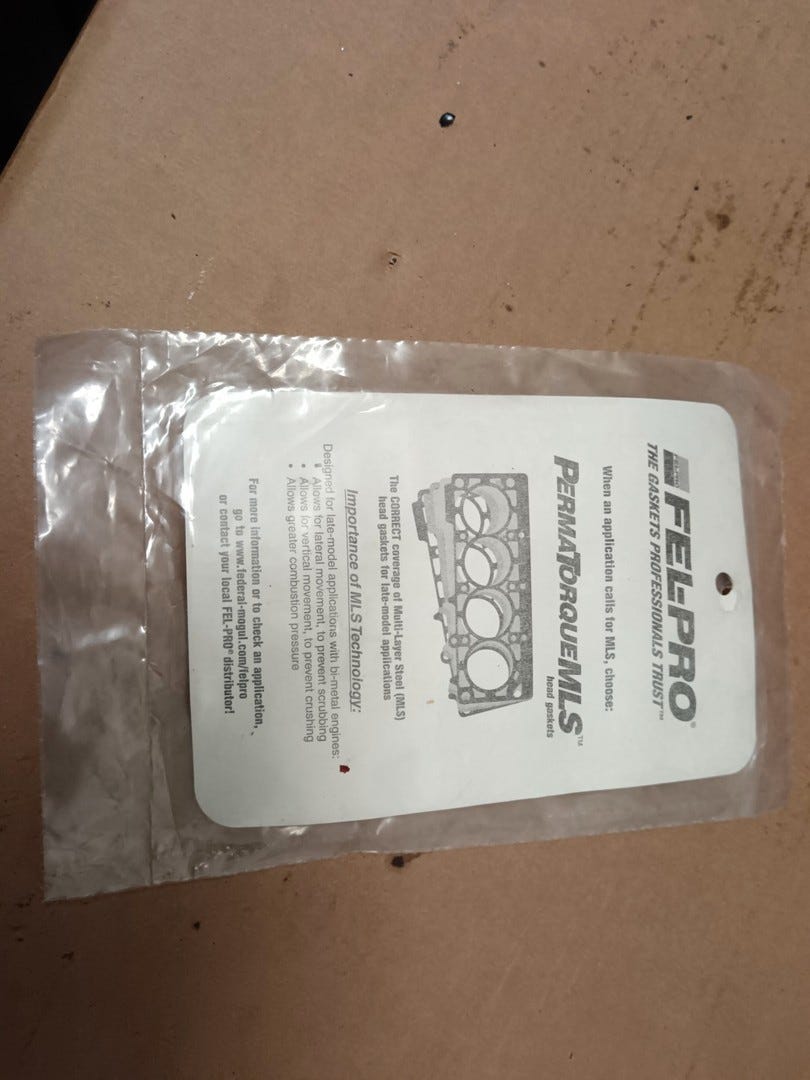 FEL-PRO
FEL-PRO®
THE GASKETS PROFESSIONALS TRUST™
When an application calls for MLS, choose:
PERMATORQUEMLS™
head gaskets
The CORRECT coverage of Multi-Layer Steel (MLS)
head gaskets for late-model applications
Importance of MLS Technology:
Designed for late-model applications with bi-metal engines:
• Allows for lateral movement, to prevent scrubbing
• Allows for vertical movement, to prevent crushing
• Allows greater combustion pressure
For more information or to check an application,
go to www.federal-mogul.com/felpro
or contact your local FEL-PRO® distributor!